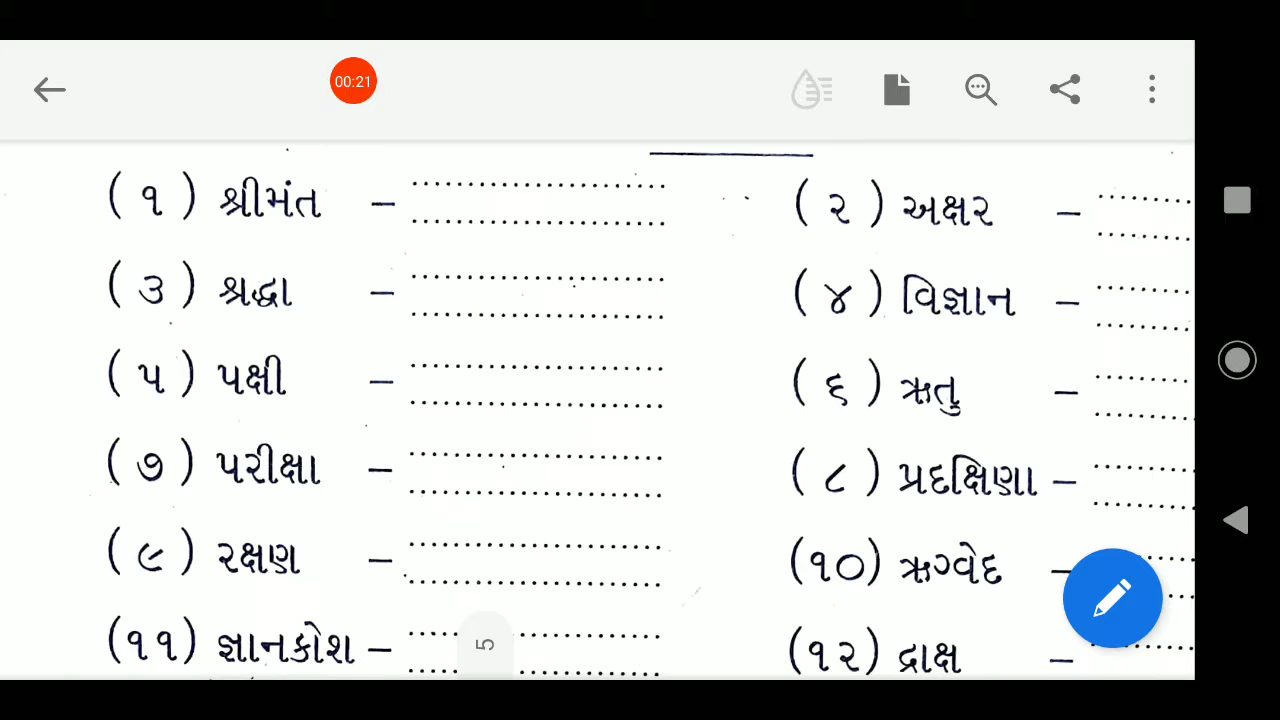 00:21
(૧) શ્રીમંત – (૨) અક્ષર –
(૩) શ્રદ્ધા – (૪) વિજ્ઞાન –
(૫) પક્ષી – (૬) ઋતુ –
(૭) પરીક્ષા – (૮) પ્રદક્ષિણા –
(૯) રક્ષણ – (૧૦) ઋગ્વેદ –
(૧૧) જ્ઞાનકોશ – (૧૨) દ્રાક્ષ –
5